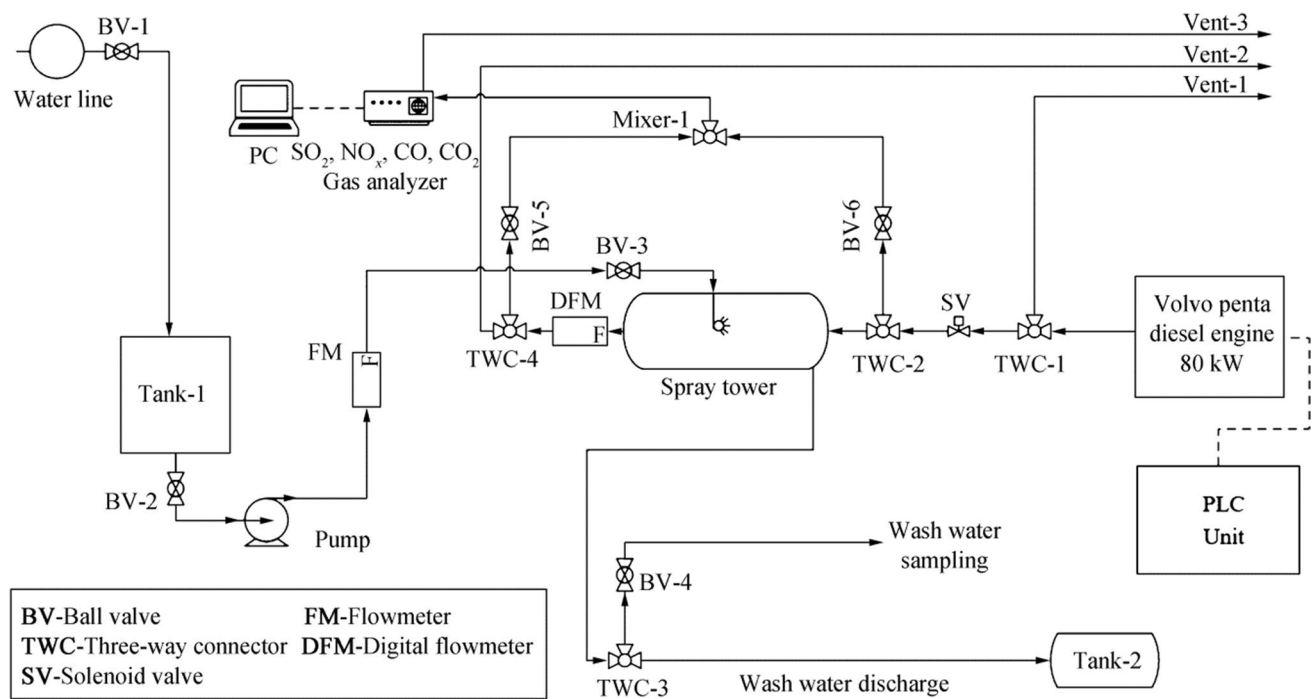 BV-1
Water line
Vent-3
Vent-2
Vent-1
PC
SO2, NOx, CO, CO2
Gas analyzer
Mixer-1
BV-5
BV-6
BV-3
DFM
F
TWC-4
Spray tower
TWC-2
SV
TWC-1
Volvo penta
diesel engine
80 kW
PLC
Unit
FM
F
Tank-1
BV-2
Pump
Wash water
sampling
BV-4
TWC-3
Wash water discharge
Tank-2
BV-Ball valve
FM-Flowmeter
TWC-Three-way connector
DFM-Digital flowmeter
SV-Solenoid valve